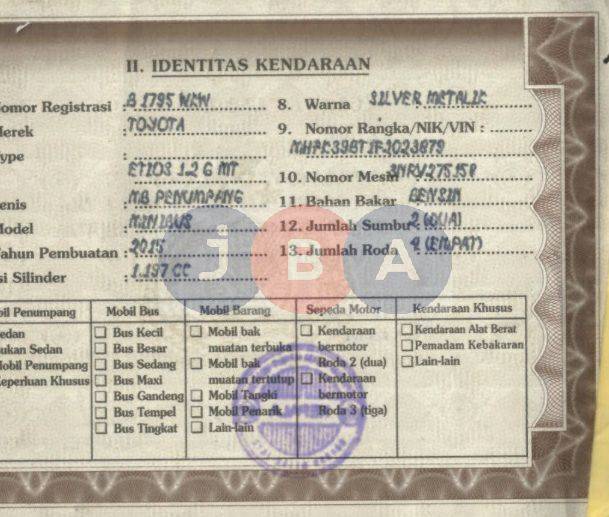 II. IDENTITAS KENDARAAN
omor Registrasi : B 1795 WKW
Merek : TOYOTA
ype :
ETIOS 1.2 G MT
enis : MB PENUMPANG
Model : MINIBUS
ahun Pembuatan : 2015
si Silinder : 1.197 CC
8. Warna SILVER METALIK
9. Nomor Rangka/NIK/VIN :
10. Nomor Mesin 3NRV275158
11. Bahan Bakar BENSIN
12. Jumlah Sumbu 2 (DUA)
13. Jumlah Roda 4 (EMPAT)
JBA
bil Penumpang
edan
ukan Sedan
obil Penumpang
eperluan Khusus
Mobil Bus
Bus Kecil
Bus Besar
Bus Sedang
Bus Maxi
Bus Gandeng
Bus Tempel
Bus Tingkat
Mobil Barang
Mobil bak
muatan terbuka
Mobil bak
muatan tertutup
Mobil Tangki
Mobil Penarik
Lain-lain
Sepeda Motor
Kendaraan
bermotor
Roda 2 (dua)
Kendaraan
bermotor
Roda 3 (tiga)
Kendaraan Khusus
Kendaraan Alat Berat
Pemadam Kebakaran
Lain-lain